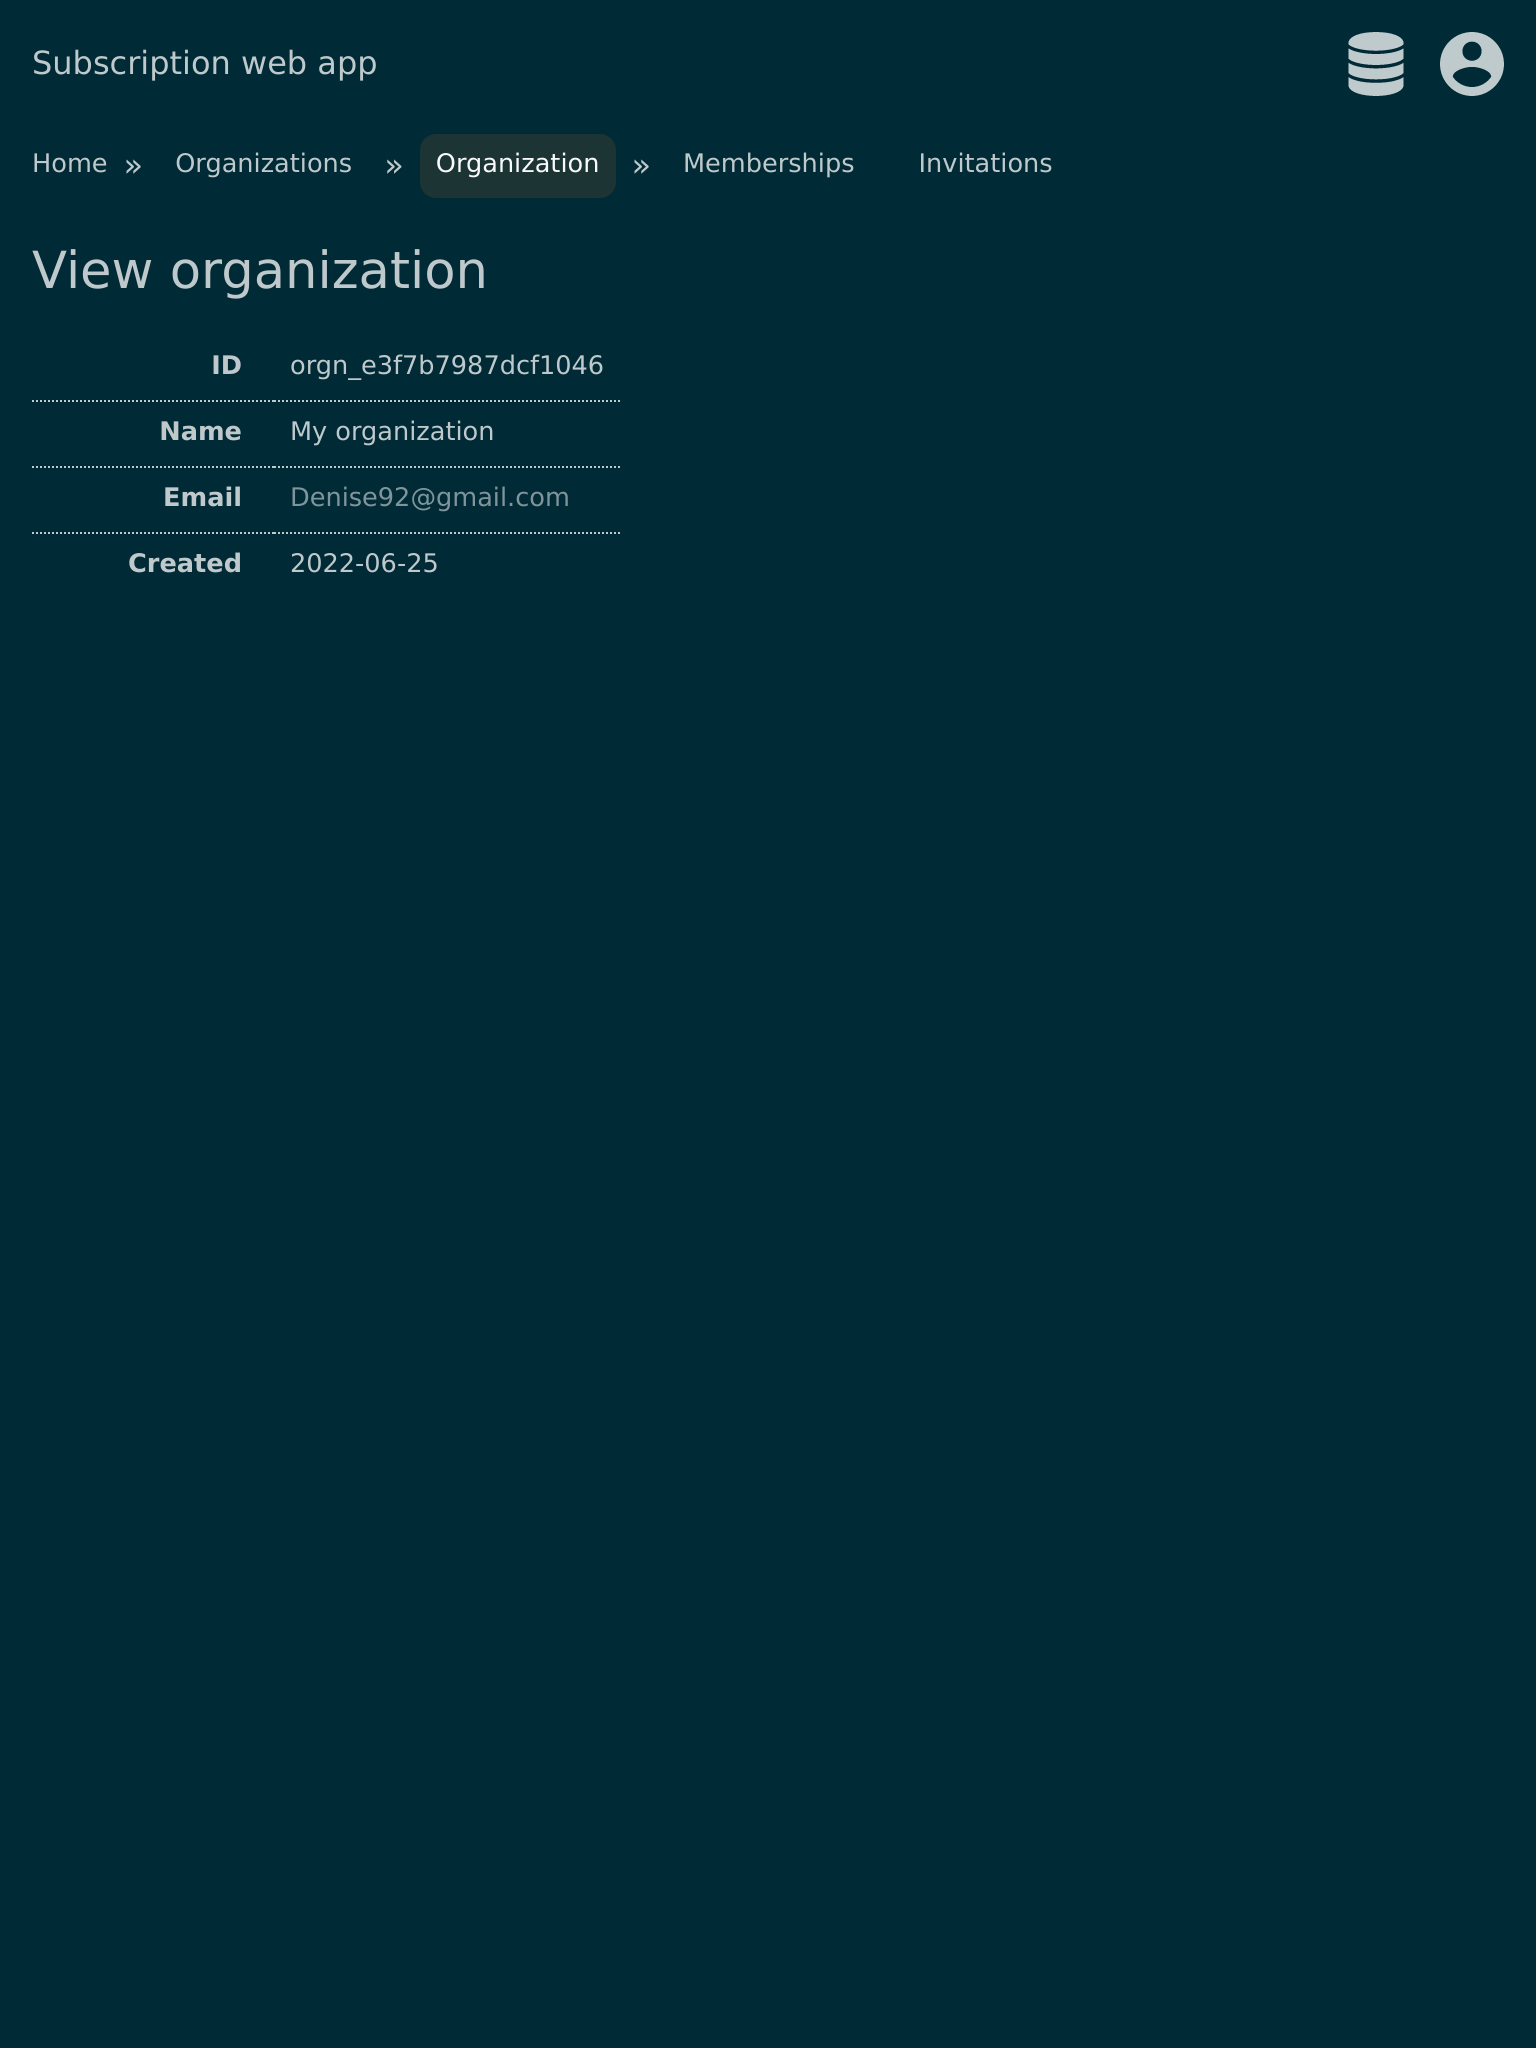 Subscription web app
Home » Organizations » Organization » Memberships Invitations
View organization
ID orgn_e3f7b7987dcf1046
Name My organization
Email Denise92@gmail.com
Created 2022-06-25